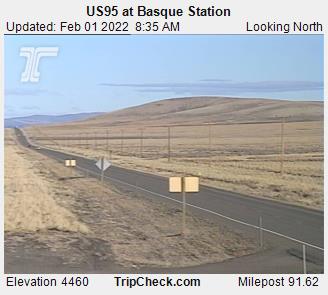 US95 at Basque Station
Updated: Feb 01 2022 8:35 AM Looking North
Elevation 4460 TripCheck.com Milepost 91.62